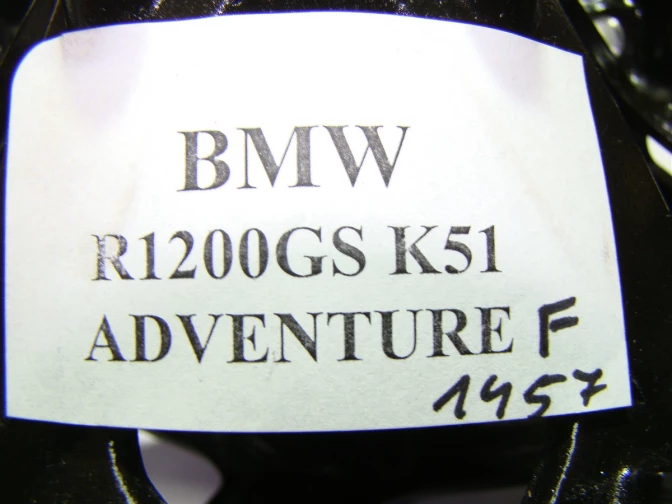 BMW
R1200GS K51
ADVENTURE F
1457